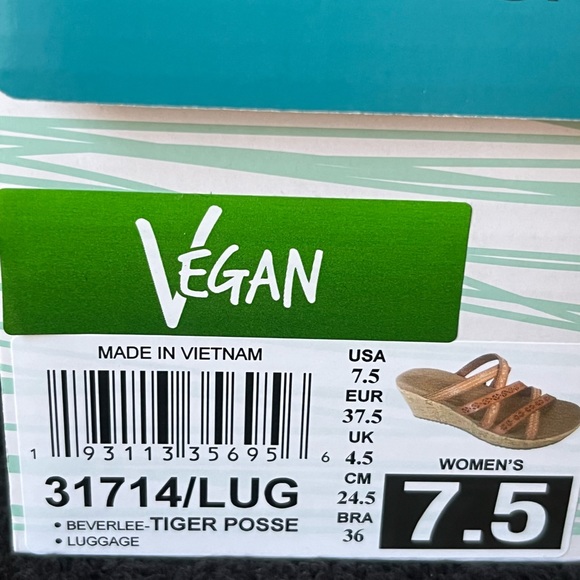 VEGAN
MADE IN VIETNAM
1 93113 35695 6
31714/LUG
• BEVERLEE-TIGER POSSE
• LUGGAGE
USA
7.5
EUR
37.5
UK
4.5
CM
24.5
BRA
36
WOMEN'S
7.5